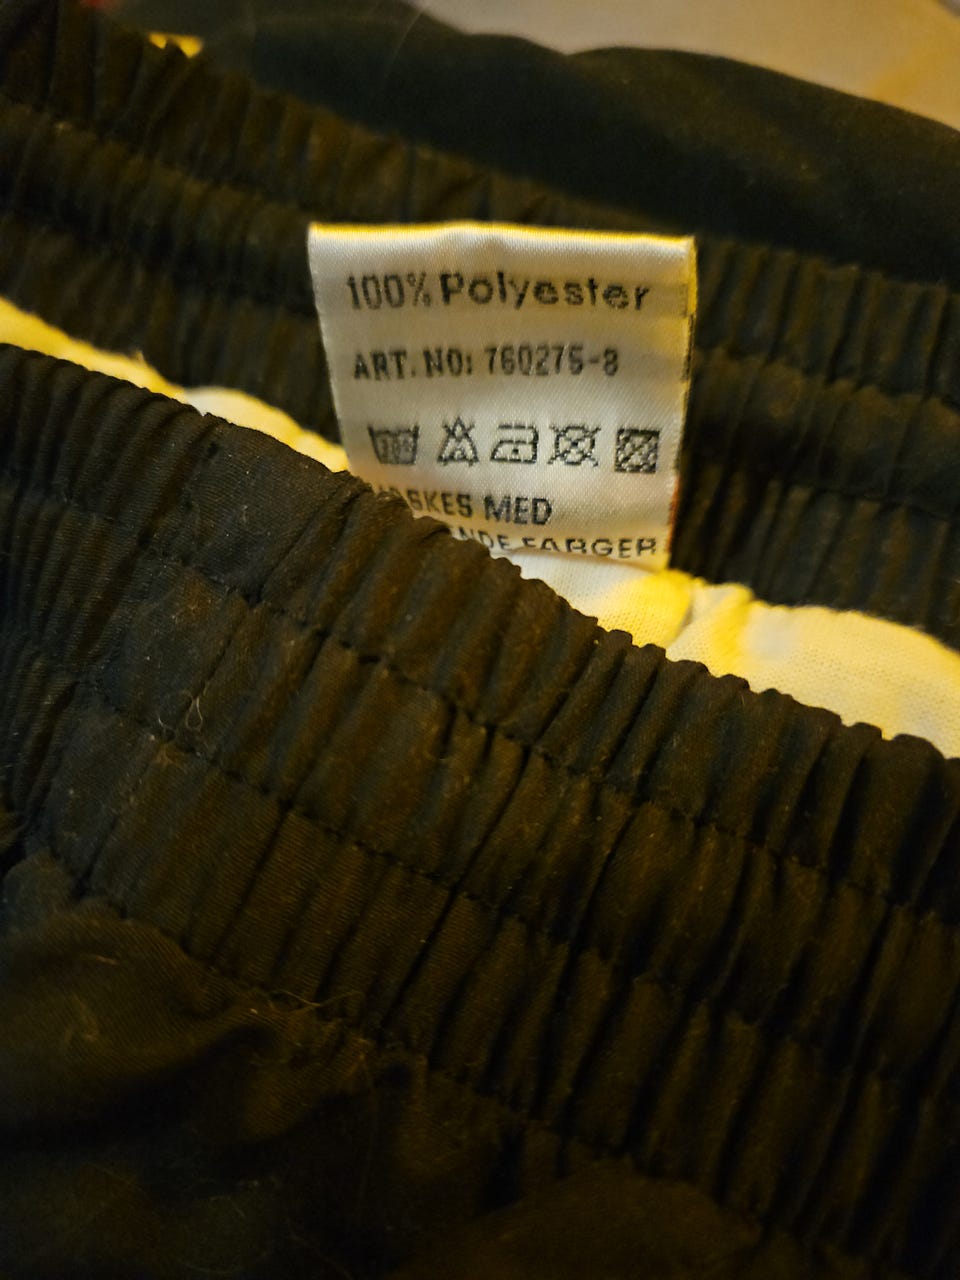 100% Polyester
ART. NO: 760275-8
MED
FARGER